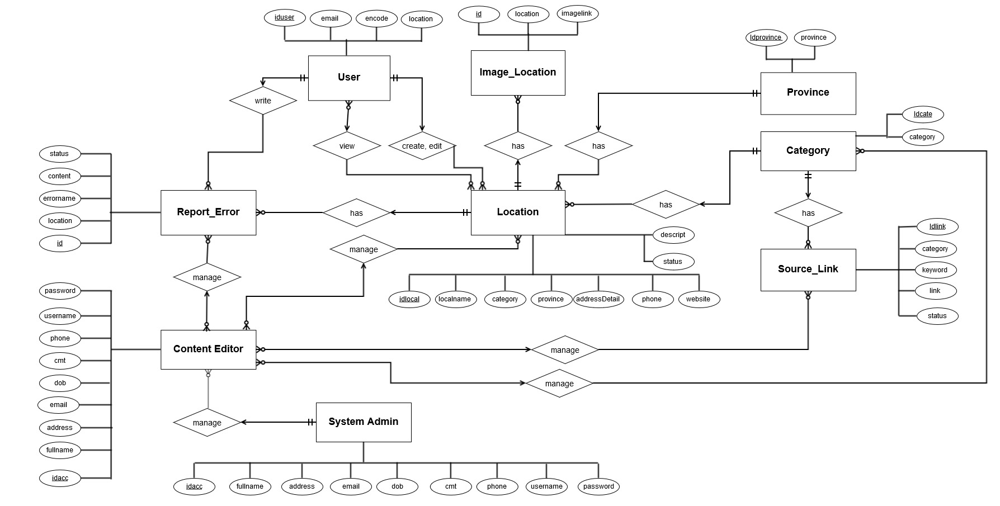 iduser
email
encode
location
id
location
imagelink
Idprovince
province
User
Image_Location
Province
write
Idcate
category
view
create, edit
has
has
Category
status
content
errorname
location
id
Report_Error
has
Location
has
has
descript
status
manage
Idlink
category
keyword
link
status
Source_Link
manage
idlocal
localname
category
province
addressDetail
phone
website
password
username
phone
cmt
dob
email
address
fullname
idacc
Content Editor
manage
manage
manage
System Admin
idacc
fullname
address
email
dob
cmt
phone
username
password